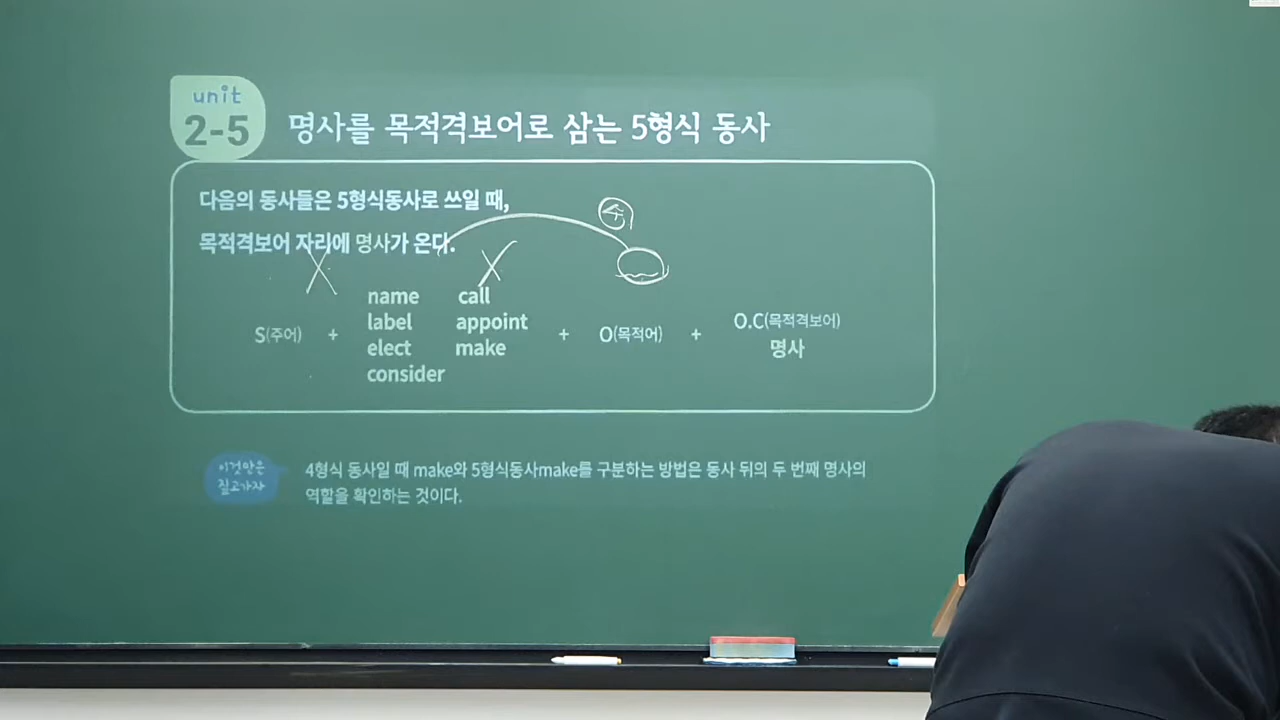 unit
2-5
명사를 목적격보어로 삼는 5형식 동사
다음의 동사들은 5형식동사로 쓰일 때,
목적격보어 자리에 명사가 온다.
수
name call
label appoint
elect make
consider
S(주어) + + O(목적어) + O.C(목적격보어)
명사
이것만은
짚고가자
4형식 동사일 때 make와 5형식동사make를 구분하는 방법은 동사 뒤의 두 번째 명사의
역할을 확인하는 것이다.